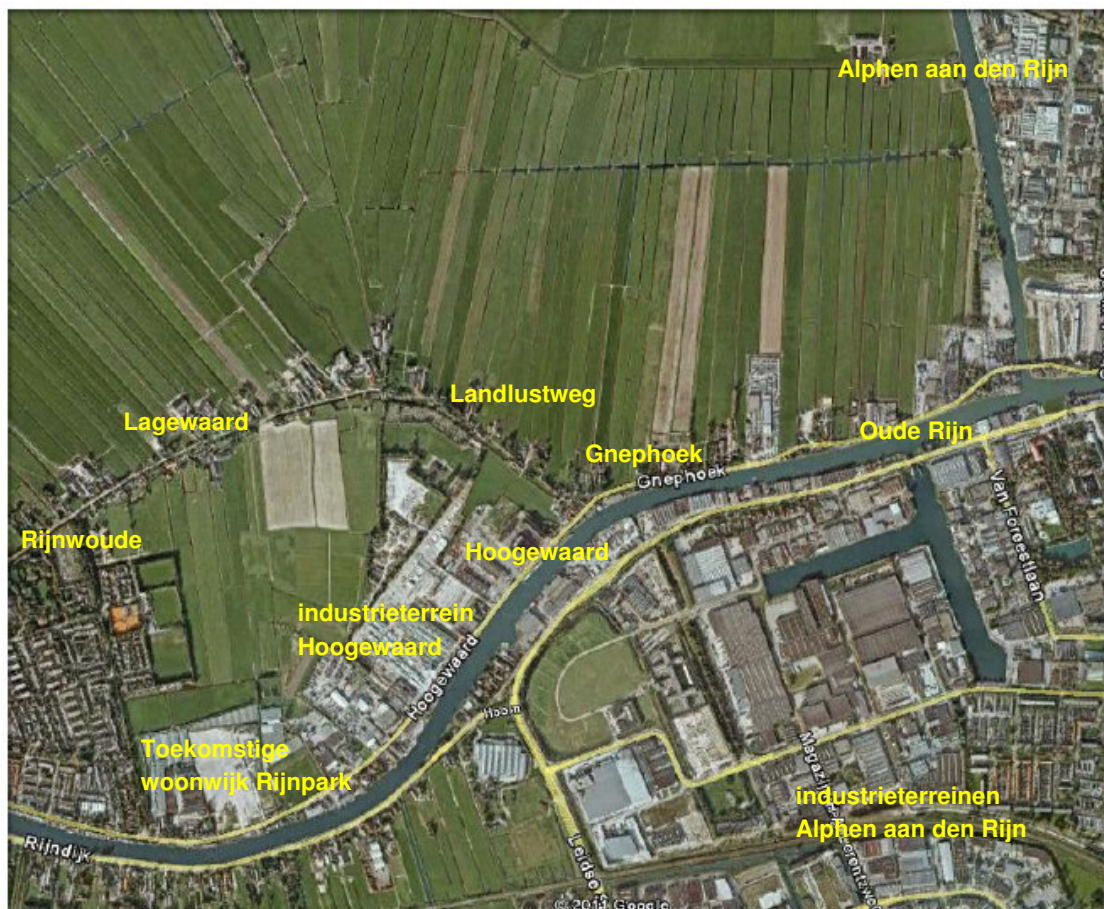 Alphen aan den Rijn
Landlustweg
Lagewaard
Oude Rijn
Gnephoek
Gnephoek
Van Foreestlaan
Rijnwoude
Hoogewaard
industrieterrein
Hoogewaard
Hoogewaard
Hoorn
Toekomstige
woonwijk Rijnpark
industrieterreinen
Alphen aan den Rijn
Rijndijk
© 2011 Google